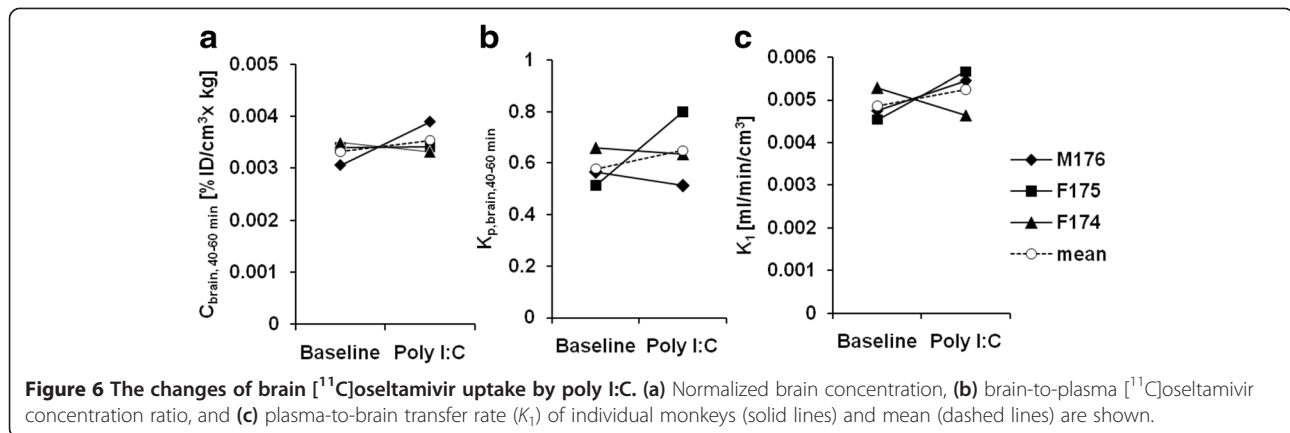 a
C brain, 40-60 min [% ID/cm³x kg]
0.005
0.004
0.003
0.002
0.001
0
Baseline Poly I:C
b
Kp,brain,40-60 min
1
0.8
0.6
0.4
0.2
0
Baseline Poly I:C
c
K₁ [ml/min/cm³]
0.006
0.005
0.004
0.003
0.002
0.001
0
Baseline Poly I:C
M176
F175
F174
mean
Figure 6 The changes of brain [¹¹C]oseltamivir uptake by poly I:C. (a) Normalized brain concentration, (b) brain-to-plasma [¹¹C]oseltamivir
concentration ratio, and (c) plasma-to-brain transfer rate (K₁) of individual monkeys (solid lines) and mean (dashed lines) are shown.